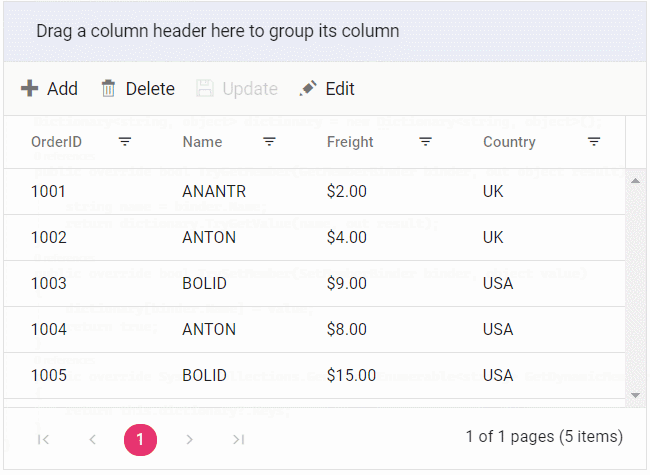 Drag a column header here to group its column
Add Delete Update Edit
OrderID Name Freight Country
1001 ANANTR $2.00 UK
1002 ANTON $4.00 UK
1003 BOLID $9.00 USA
1004 ANTON $8.00 USA
1005 BOLID $15.00 USA
1 1 of 1 pages (5 items)